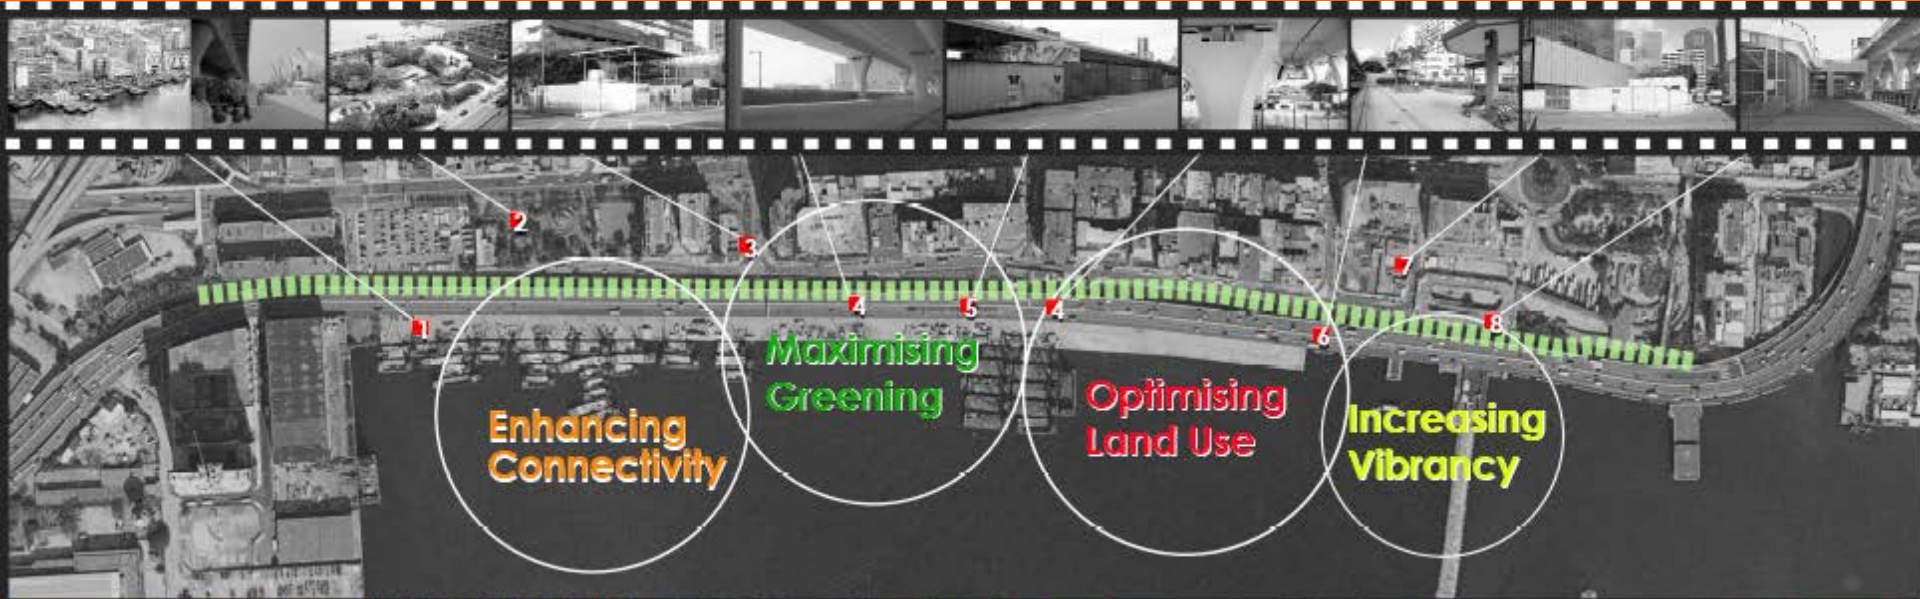 2
3
7
4
5
4
8
1
6
Maximising
Greening
Optimising
Land Use
Enhancing
Connectivity
Increasing
Vibrancy